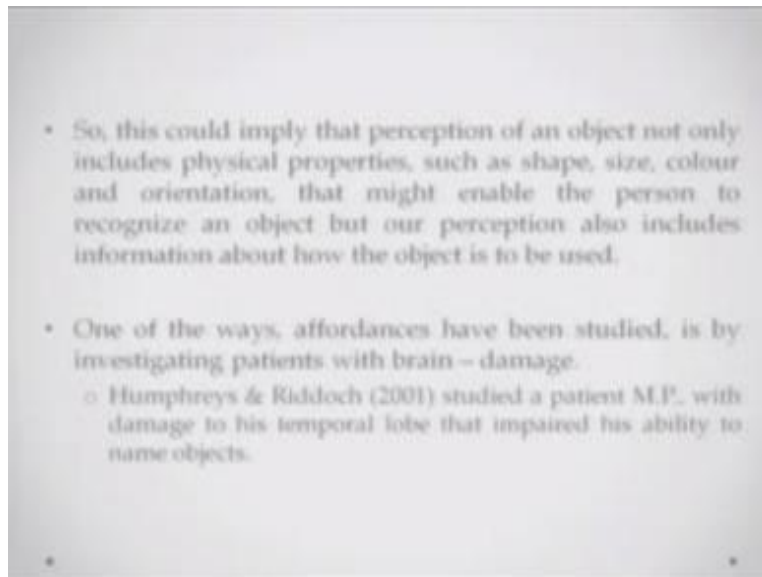 • So, this could imply that perception of an object not only
includes physical properties, such as shape, size, colour
and orientation, that might enable the person to
recognize an object but our perception also includes
information about how the object is to be used.
• One of the ways, affordances have been studied, is by
investigating patients with brain – damage.
○ Humphreys & Riddoch (2001) studied a patient M.P., with
damage to his temporal lobe that impaired his ability to
name objects.